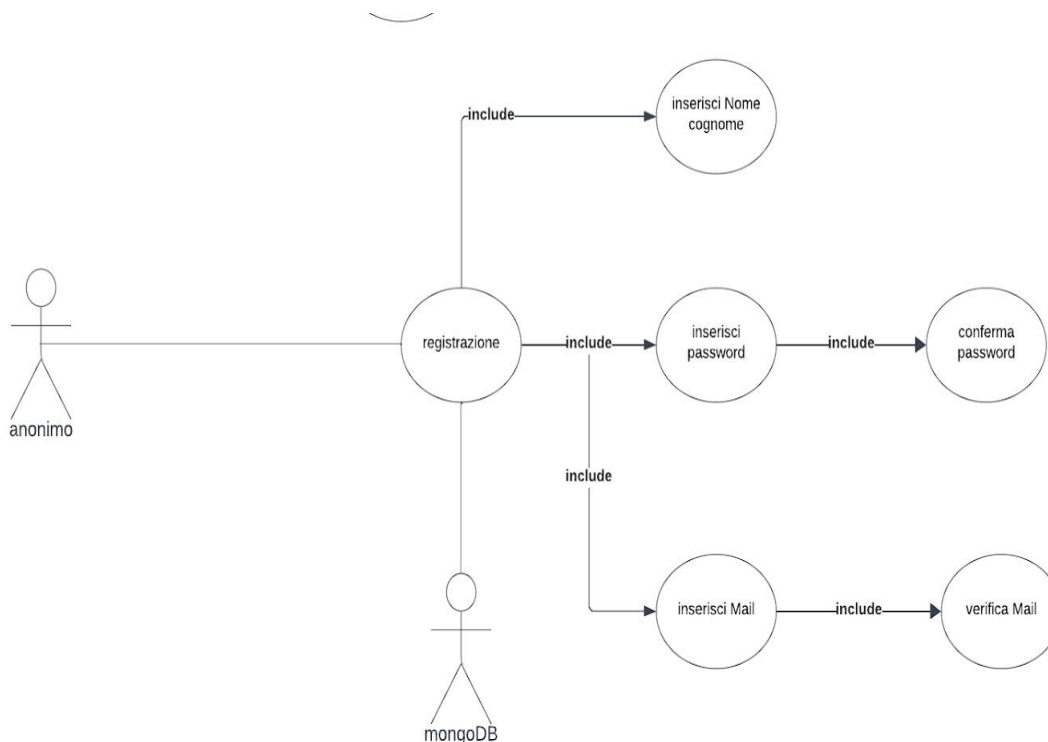 include
inserisci Nome
cognome
registrazione
include
inserisci
password
include
conferma
password
anonimo
include
inserisci Mail
include
verifica Mail
mongoDB